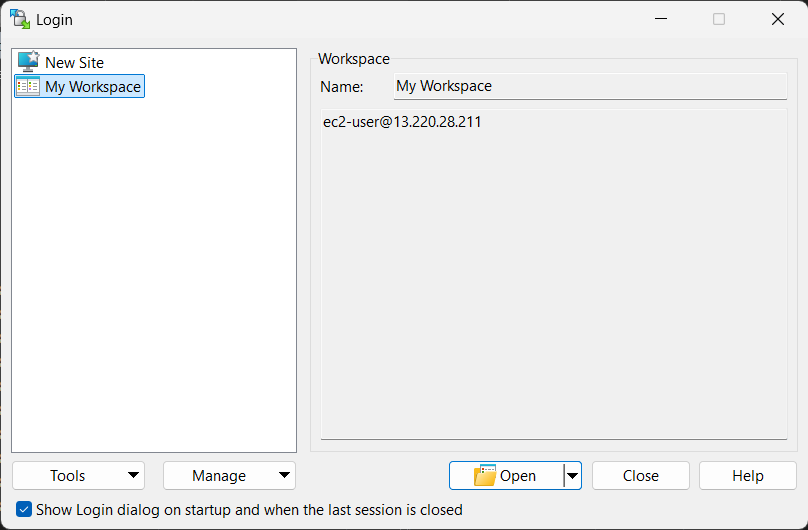 Login
New Site
My Workspace
Workspace
Name: My Workspace
ec2-user@13.220.28.211
Tools Manage Open Close Help
Show Login dialog on startup and when the last session is closed